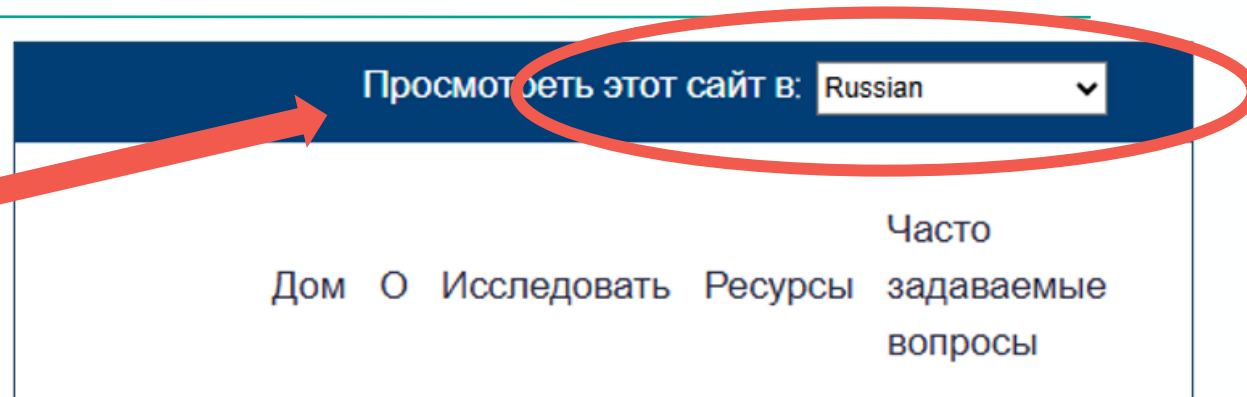 Просмотреть этот сайт в: Russian
Дом О Исследовать Ресурсы Часто
задаваемые
вопросы